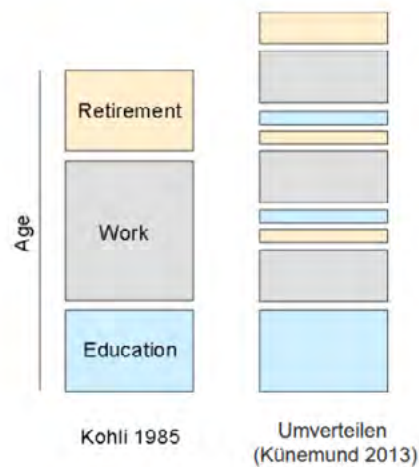 Retirement
Work
Education
Age
Kohli 1985
Umverteilen
(Künemund 2013)